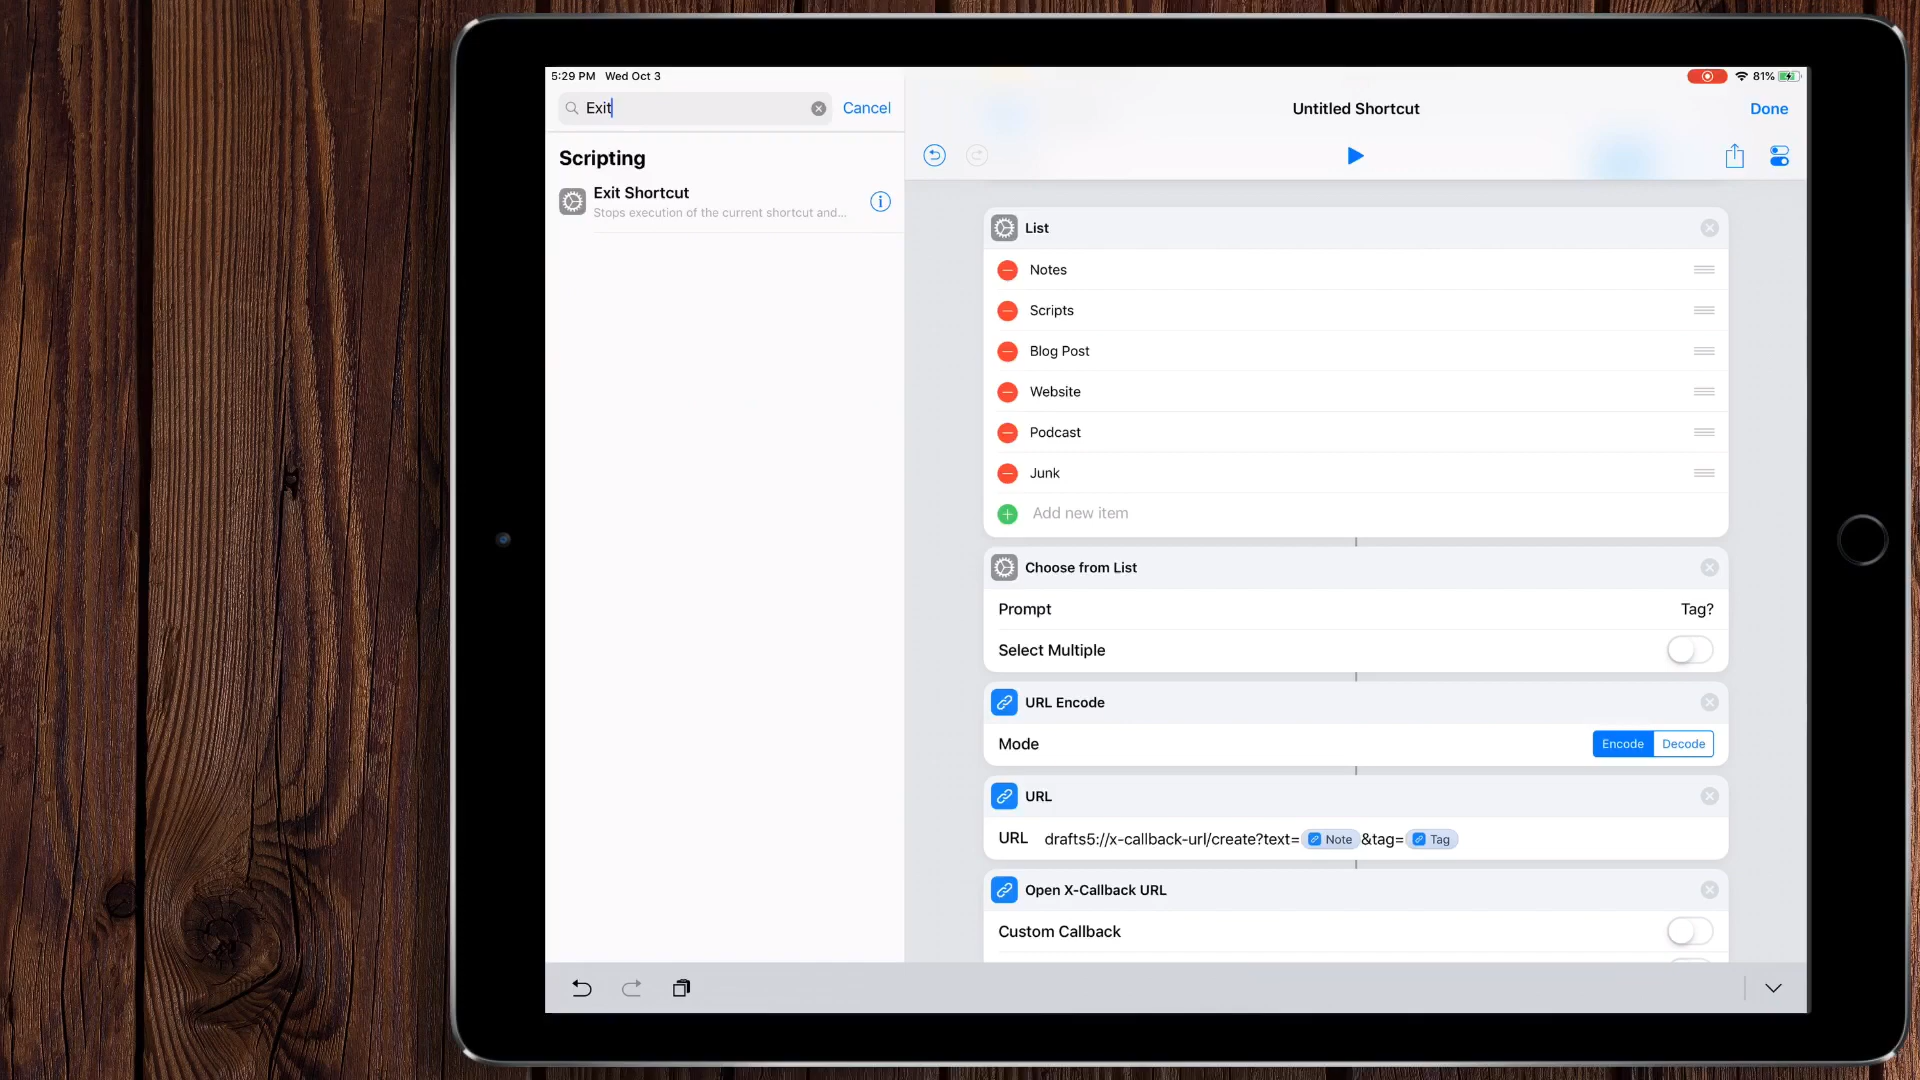 5:29 PM Wed Oct 3
81%
Exit
Cancel
Untitled Shortcut
Done
Scripting
Exit Shortcut
Stops execution of the current shortcut and...
List
Notes
Scripts
Blog Post
Website
Podcast
Junk
Add new item
Choose from List
Prompt
Tag?
Select Multiple
URL Encode
Mode
Encode
Decode
URL
URL drafts5://x-callback-url/create?text= Note &tag= Tag
Open X-Callback URL
Custom Callback